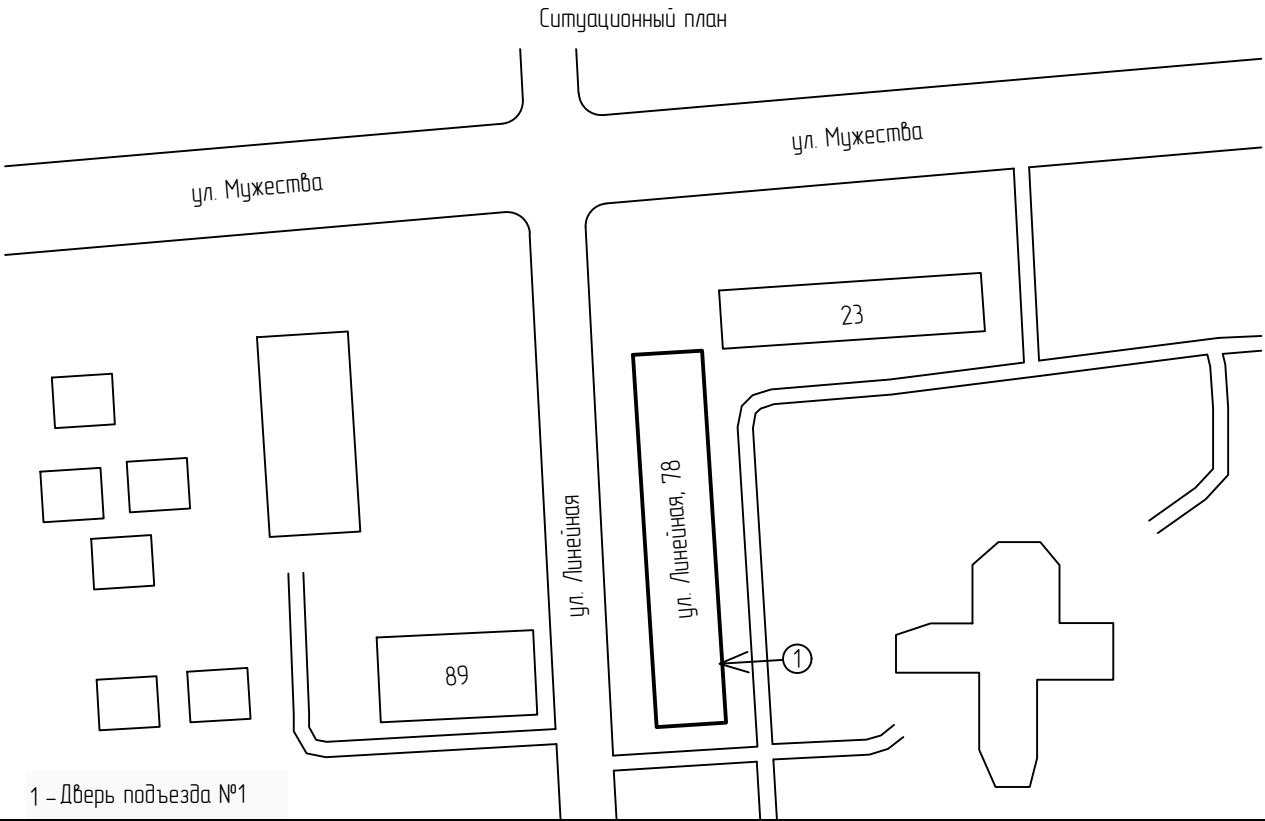 Ситуационный план
ул. Мужества
ул. Мужества
23
ул. Линейная, 78
ул. Линейная
89
1
1 – Дверь подъезда №1